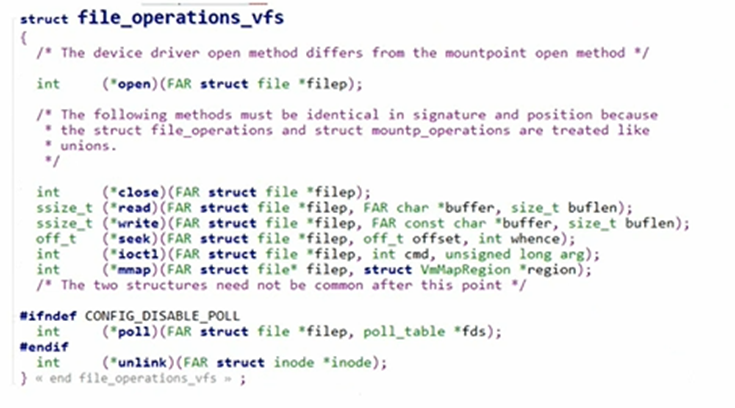 struct file_operations_vfs
{
/* The device driver open method differs from the mountpoint open method */
int (*open)(FAR struct file *filep);
/* The following methods must be identical in signature and position because
* the struct file_operations and struct mountp_operations are treated like
* unions.
*/
int (*close)(FAR struct file *filep);
ssize_t (*read)(FAR struct file *filep, FAR char *buffer, size_t buflen);
ssize_t (*write)(FAR struct file *filep, FAR const char *buffer, size_t buflen);
off_t (*seek)(FAR struct file *filep, off_t offset, int whence);
int (*ioctl)(FAR struct file *filep, int cmd, unsigned long arg);
int (*mmap)(FAR struct file* filep, struct VmMapRegion *region);
/* The two structures need not be common after this point */
#ifndef CONFIG_DISABLE_POLL
int (*poll)(FAR struct file *filep, poll_table *fds);
#endif
int (*unlink)(FAR struct inode *inode);
} « end file_operations_vfs » ;